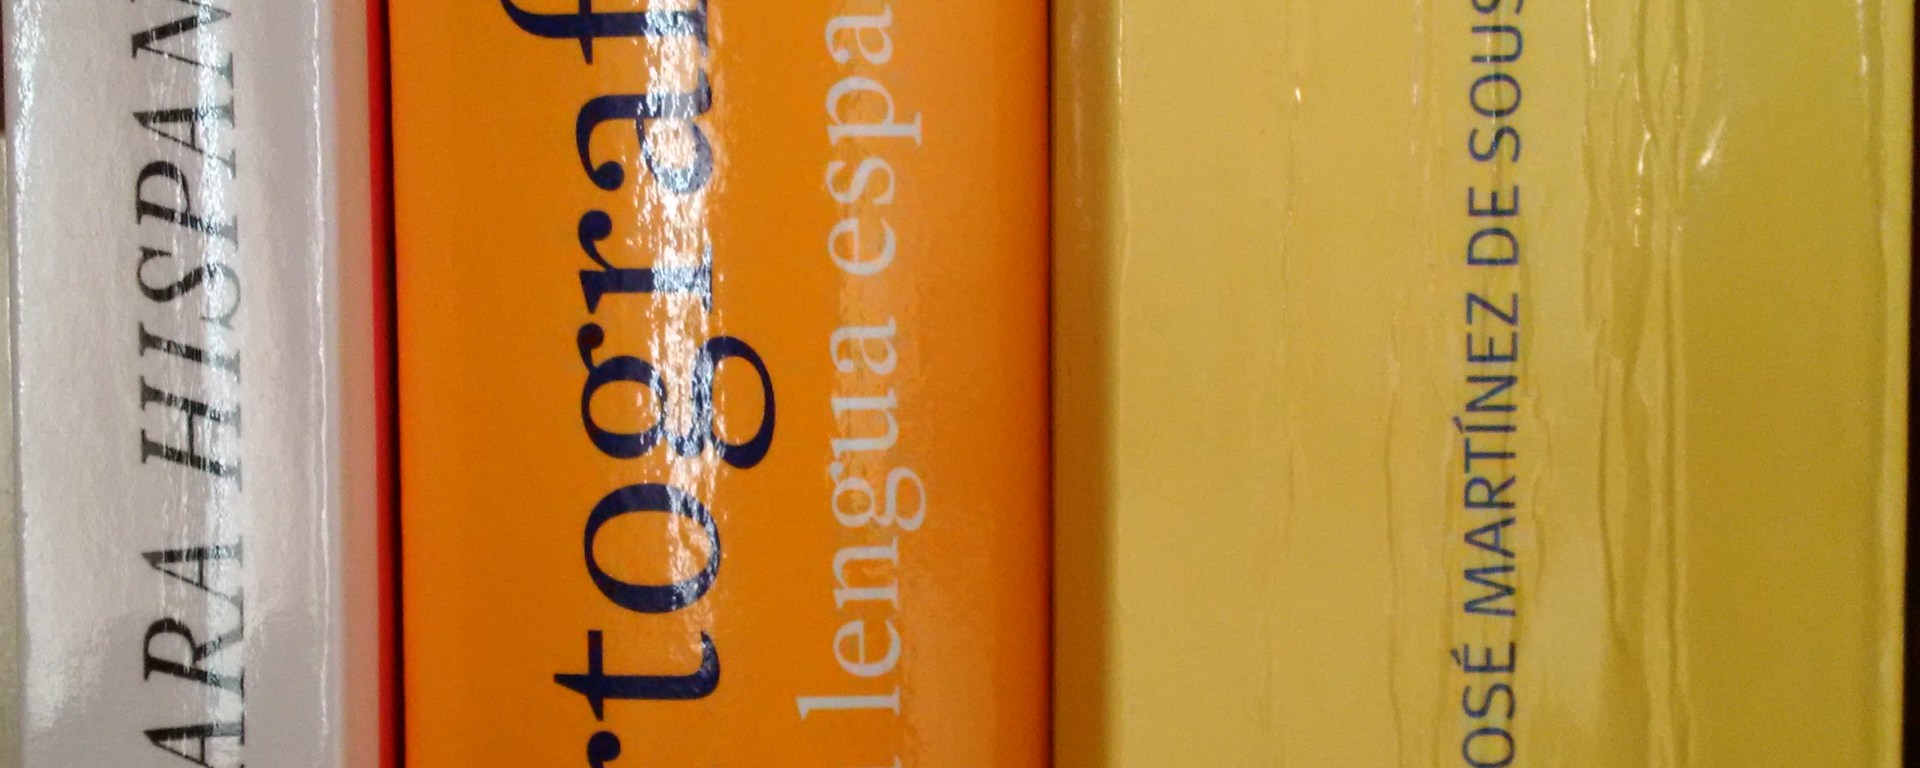 ARA HISPAN
rtograf
lengua espa
OSÉ MARTÍNEZ DE SOUS